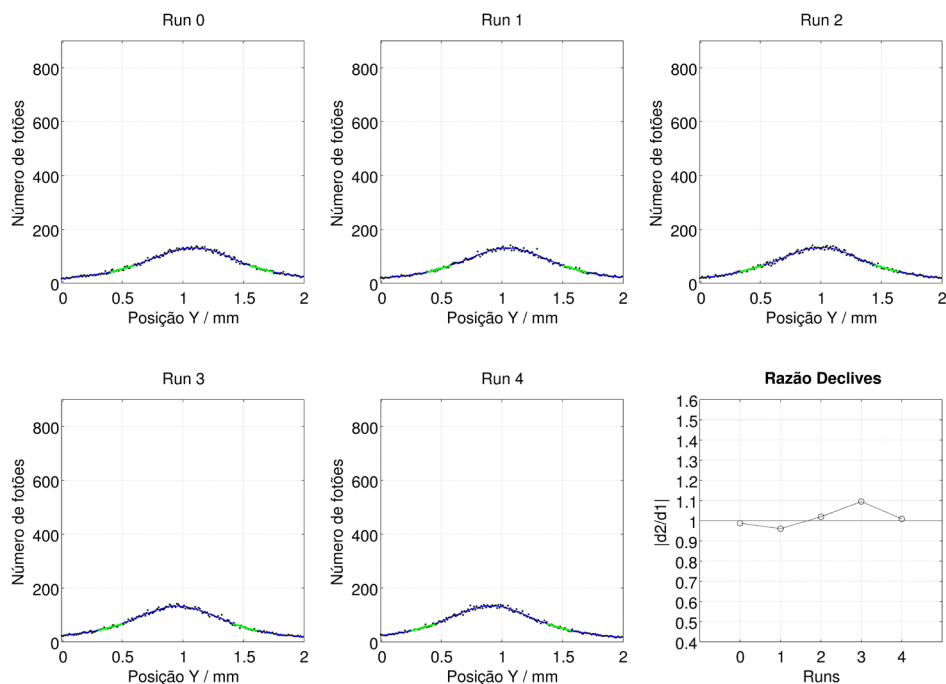 Run 0
Número de fotões
800
600
400
200
0
0 0.5 1 1.5 2
Posição Y / mm
Run 1
Número de fotões
800
600
400
200
0
0 0.5 1 1.5 2
Posição Y / mm
Run 2
Número de fotões
800
600
400
200
0
0 0.5 1 1.5 2
Posição Y / mm
Run 3
Número de fotões
800
600
400
200
0
0 0.5 1 1.5 2
Posição Y / mm
Run 4
Número de fotões
800
600
400
200
0
0 0.5 1 1.5 2
Posição Y / mm
Razão Declives
|d2/d1|
1.6
1.5
1.4
1.3
1.2
1.1
1
0.9
0.8
0.7
0.6
0.5
0.4
0 1 2 3 4
Runs